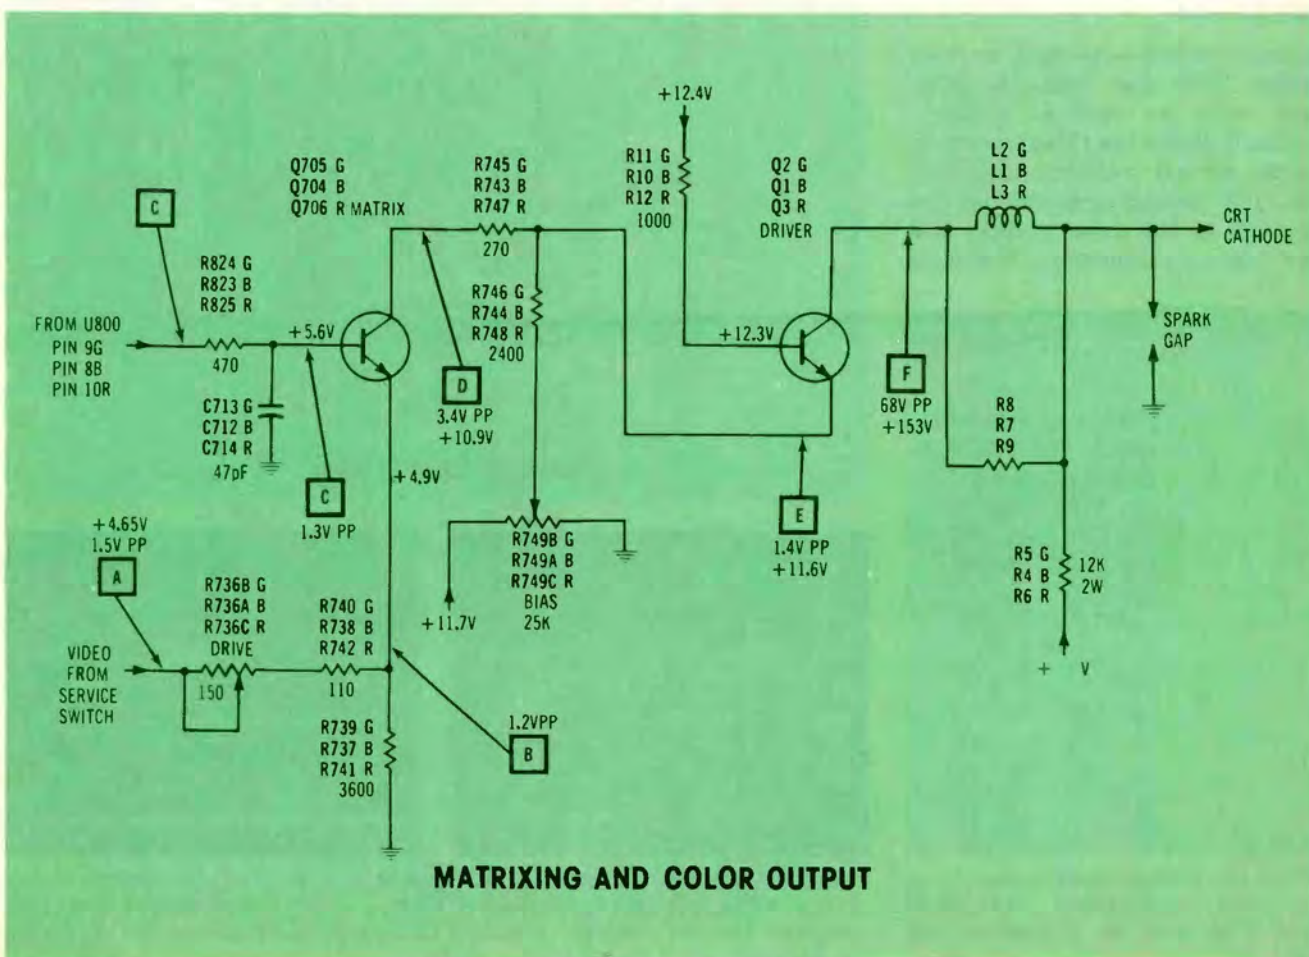 +12.4V
L2 G
L1 B
L3 R
Q705 G
Q704 B
Q706 R MATRIX
R745 G
R743 B
R747 R
270
R11 G
R10 B
R12 R
1000
Q2 G
Q1 B
Q3 R
DRIVER
CRT
CATHODE
C
R824 G
R823 B
R825 R
470
FROM U800
PIN 9G
PIN 8B
PIN 10R
+5.6V
R746 G
R744 B
R748 R
2400
+12.3V
SPARK
GAP
D
3.4V PP
+10.9V
F
68V PP
+153V
C713 G
C712 B
C714 R
47pF
R8
R7
R9
+4.9V
C
1.3V PP
E
1.4V PP
+11.6V
+4.65V
1.5V PP
A
R749B G
R749A B
R749C R
BIAS
25K
+11.7V
R5 G
R4 B
R6 R
12K
2W
R736B G
R736A B
R736C R
DRIVE
150
R740 G
R738 B
R742 R
110
VIDEO
FROM
SERVICE
SWITCH
+ V
1.2VPP
B
R739 G
R737 B
R741 R
3600
MATRIXING AND COLOR OUTPUT